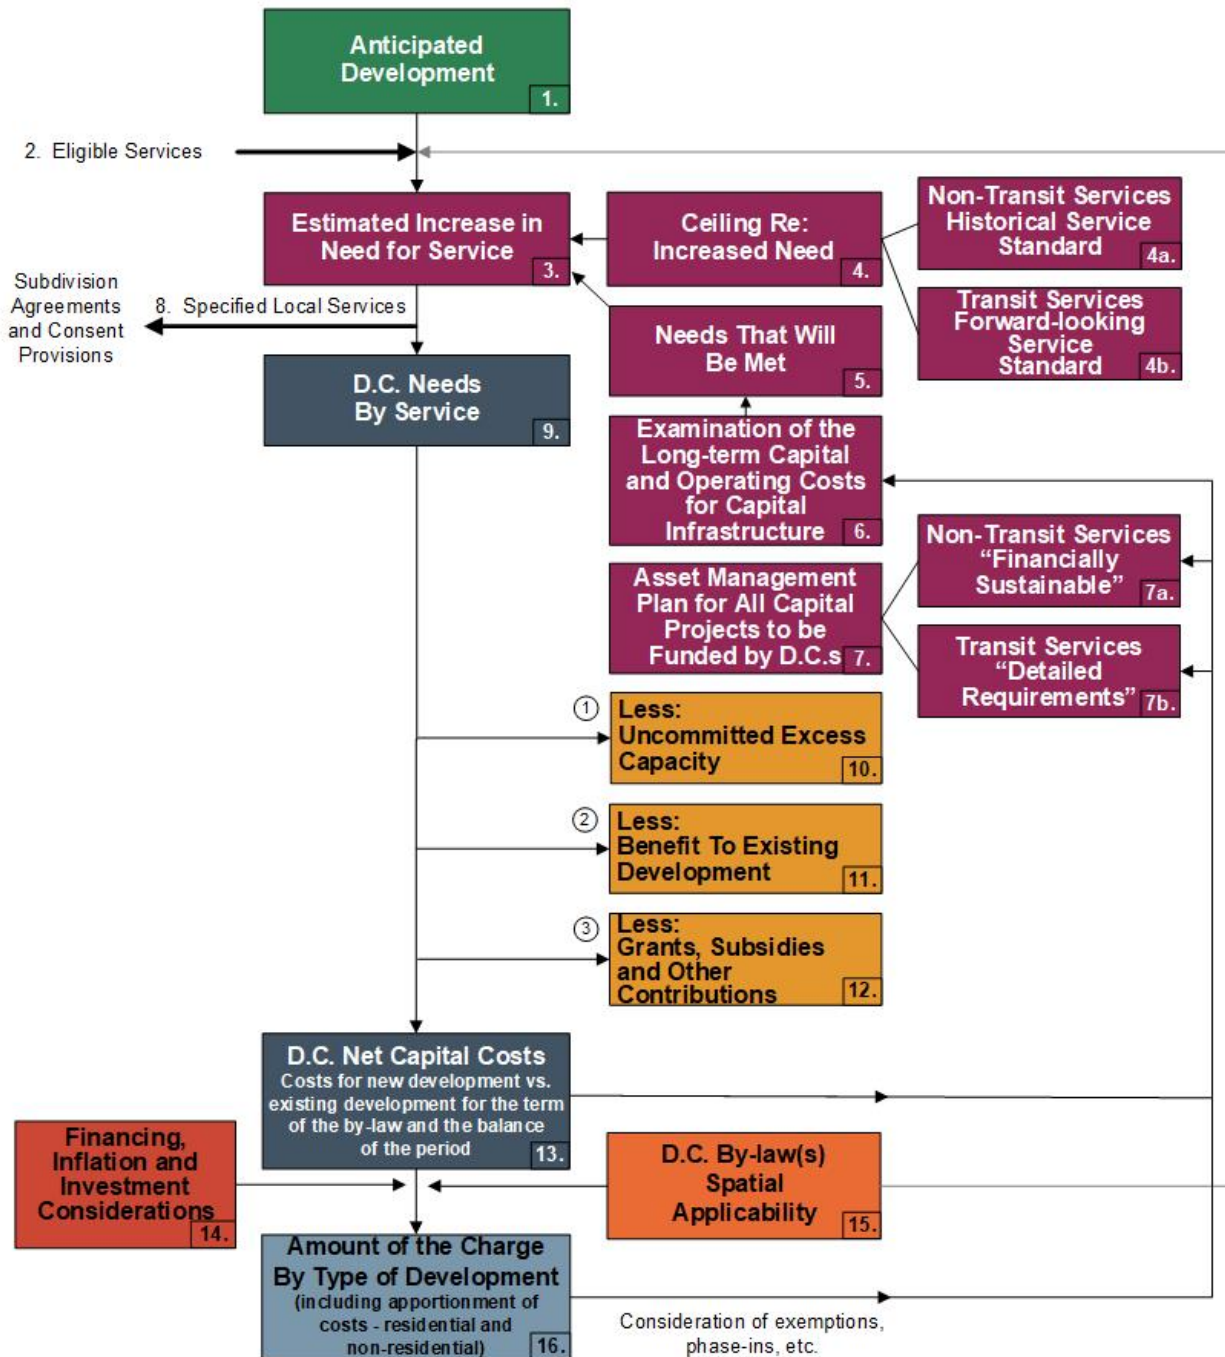 Anticipated
Development
1.
2. Eligible Services
Estimated Increase in
Need for Service
3.
Ceiling Re:
Increased Need
4.
Non-Transit Services
Historical Service
Standard
4a.
Transit Services
Forward-looking
Service
Standard
4b.
Subdivision
Agreements
and Consent
Provisions
8. Specified Local Services
Needs That Will
Be Met
5.
D.C. Needs
By Service
9.
Examination of the
Long-term Capital
and Operating Costs
for Capital
Infrastructure
6.
Asset Management
Plan for All Capital
Projects to be
Funded by D.C.s
7.
Non-Transit Services
“Financially
Sustainable”
7a.
Transit Services
“Detailed
Requirements”
7b.
1
Less:
Uncommitted Excess
Capacity
10.
2
Less:
Benefit To Existing
Development
11.
3
Less:
Grants, Subsidies
and Other
Contributions
12.
D.C. Net Capital Costs
Costs for new development vs.
existing development for the term
of the by-law and the balance
of the period
13.
Financing,
Inflation and
Investment
Considerations
14.
D.C. By-law(s)
Spatial
Applicability
15.
Amount of the Charge
By Type of Development
(including apportionment of
costs - residential and
non-residential)
16.
Consideration of exemptions,
phase-ins, etc.